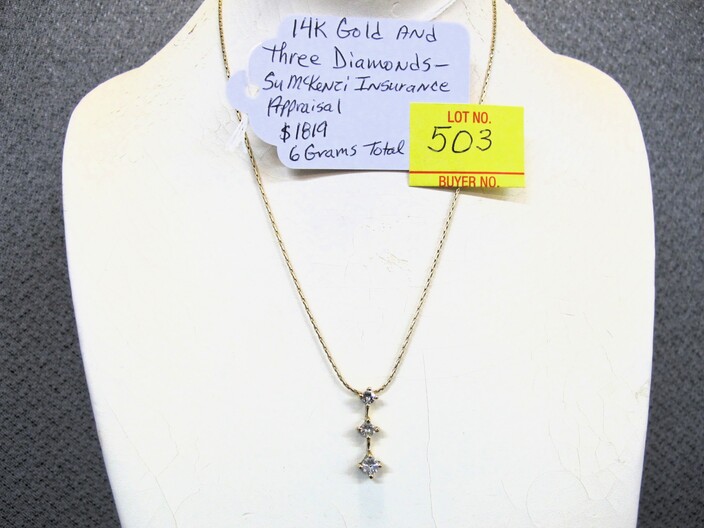 14K Gold And
Three Diamonds-
Su McKenzi Insurance
Appraisal
$1819
6 Grams Total
LOT NO.
503
BUYER NO.